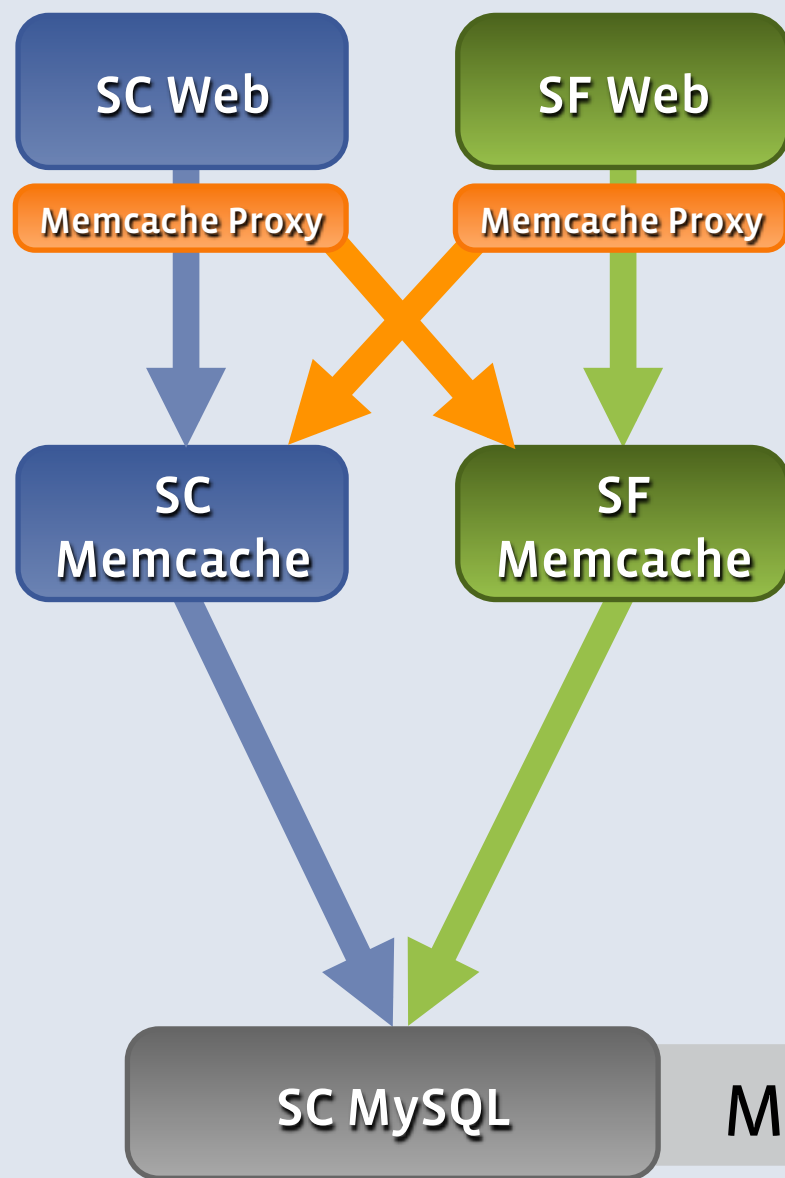 SC Web
SF Web
Memcache Proxy
Memcache Proxy
SC
Memcache
SF
Memcache
SC MySQL
M